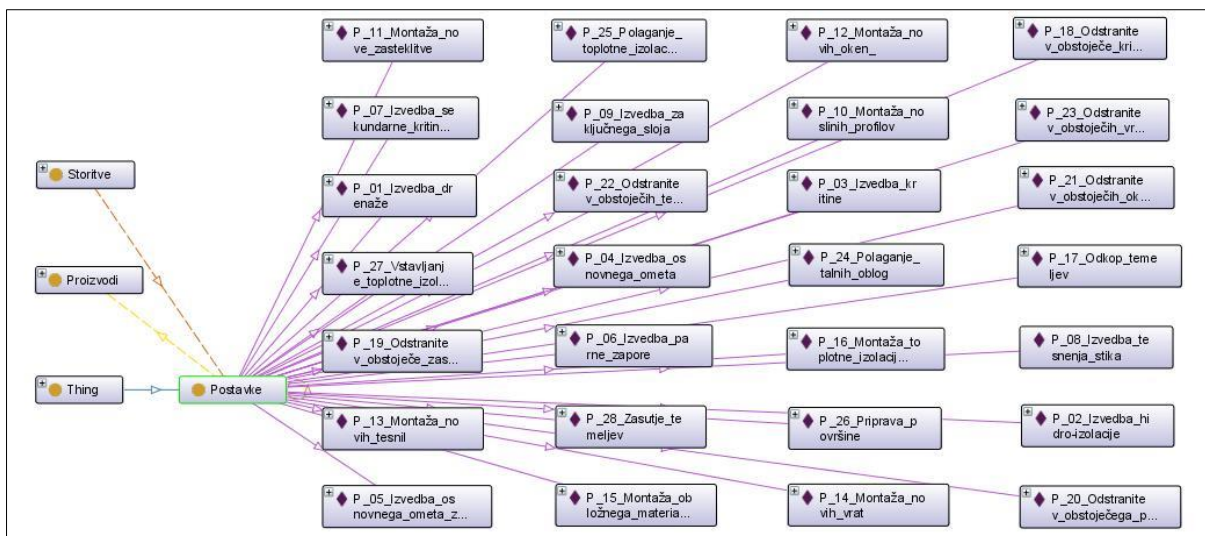 P_11_Montaža_no
ve_zasteklitve
P_25_Polaganje_
toplotne_izolac...
P_12_Montaža_no
vih_oken_
P_18_Odstranite
v_obstoječe_kri...
P_07_Izvedba_se
kundarne_kritin...
P_09_Izvedba_za
ključnega_sloja
P_10_Montaža_no
slinih_profilov
P_23_Odstranite
v_obstoječih_vr...
Storitve
P_01_Izvedba_dr
enaže
P_22_Odstranite
v_obstoječih_te...
P_03_Izvedba_kr
itine
P_21_Odstranite
v_obstoječih_ok...
Proizvodi
P_27_Vstavljanj
e_toplotne_izol...
P_04_Izvedba_os
novnega_ometa
P_24_Polaganje_
talnih_oblog
P_17_Odkop_teme
ljev
P_19_Odstranite
v_obstoječe_zas...
P_06_Izvedba_pa
rne_zapore
P_16_Montaža_to
plotne_izolacij...
P_08_Izvedba_te
snenja_stika
Thing
Postavke
P_13_Montaža_no
vih_tesnil
P_28_Zasutje_te
meljev
P_26_Priprava_p
ovršine
P_02_Izvedba_hi
dro-izolacije
P_05_Izvedba_os
novnega_ometa_z...
P_15_Montaža_ob
ložnega_materia...
P_14_Montaža_no
vih_vrat
P_20_Odstranite
v_obstoječega_p...